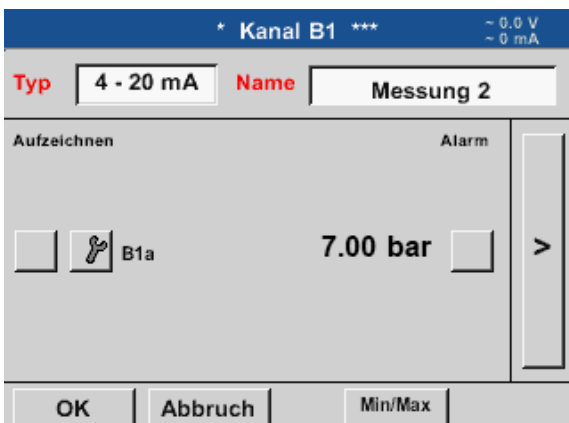 * Kanal B1 ***
~ 0.0 V
~ 0 mA
Typ 4 - 20 mA Name Messung 2
Aufzeichnen Alarm
B1a 7.00 bar >
OK Abbruch Min/Max